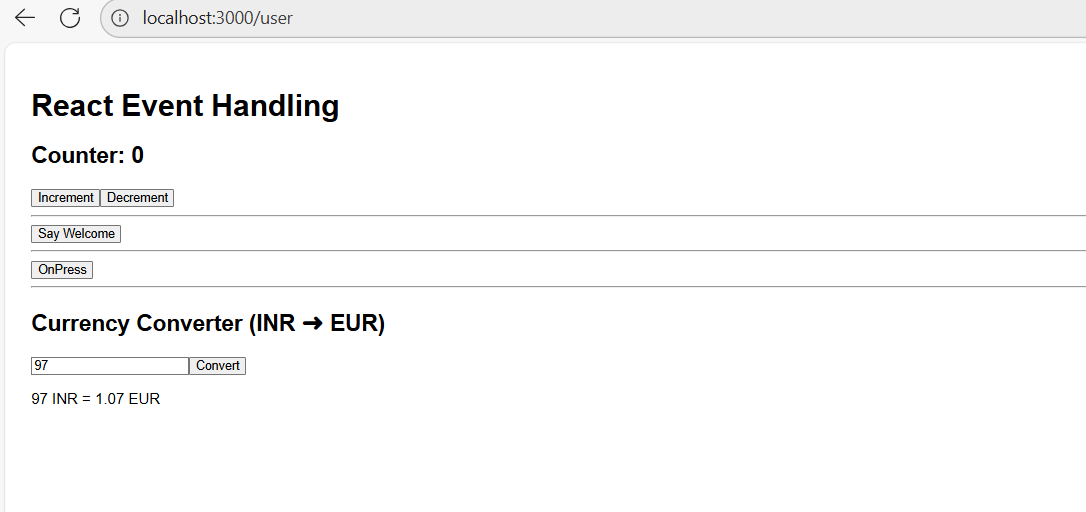 localhost:3000/user
React Event Handling
Counter: 0
Increment Decrement
Say Welcome
OnPress
Currency Converter (INR ➜ EUR)
97 Convert
97 INR = 1.07 EUR